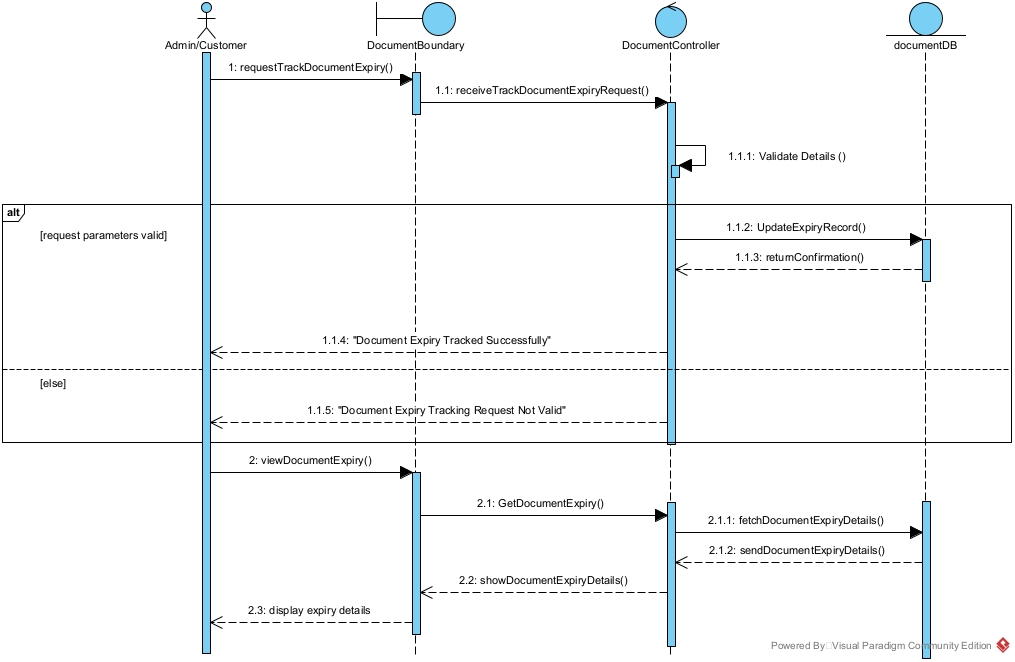 Admin/Customer
DocumentBoundary
DocumentController
documentDB
1: requestTrackDocumentExpiry()
1.1: receiveTrackDocumentExpiryRequest()
1.1.1: Validate Details ()
alt
[request parameters valid]
1.1.2: UpdateExpiryRecord()
1.1.3: returnConfirmation()
1.1.4: "Document Expiry Tracked Successfully"
[else]
1.1.5: "Document Expiry Tracking Request Not Valid"
2: viewDocumentExpiry()
2.1: GetDocumentExpiry()
2.1.1: fetchDocumentExpiryDetails()
2.1.2: sendDocumentExpiryDetails()
2.2: showDocumentExpiryDetails()
2.3: display expiry details
Powered By Visual Paradigm Community Edition